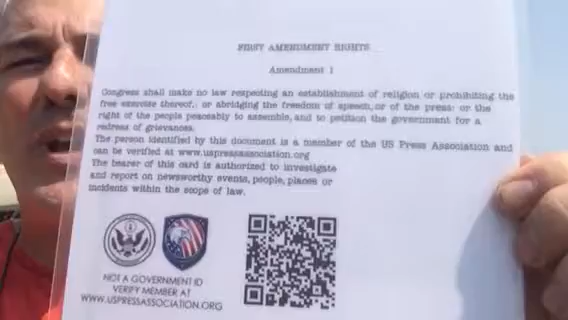 FIRST AMENDMENT RIGHTS
Amendment 1
Congress shall make no law respecting an establishment of religion or prohibiting the
free exercise thereof; or abridging the freedom of speech, or of the press: or the
right of the people peaceably to assemble, and to petition the government for a
redress of grievances.
The person identified by this document is a member of the US Press Association and
can be verified at www.uspressassociation.org
The bearer of this card is authorized to investigate
and report on newsworthy events, people, places or
incidents within the scope of law.
NOT A GOVERNMENT ID
VERIFY MEMBER AT
WWW.USPRESSASSOCIATION.ORG